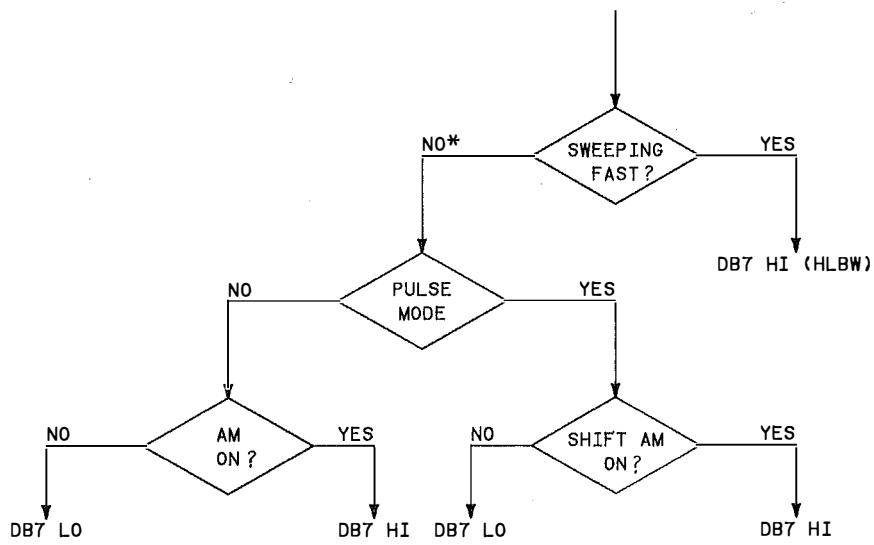 NO*
SWEEPING
FAST?
YES
DB7 HI (HLBW)
NO
PULSE
MODE
YES
NO
AM
ON?
YES
NO
SHIFT AM
ON?
YES
DB7 LO
DB7 HI
DB7 LO
DB7 HI